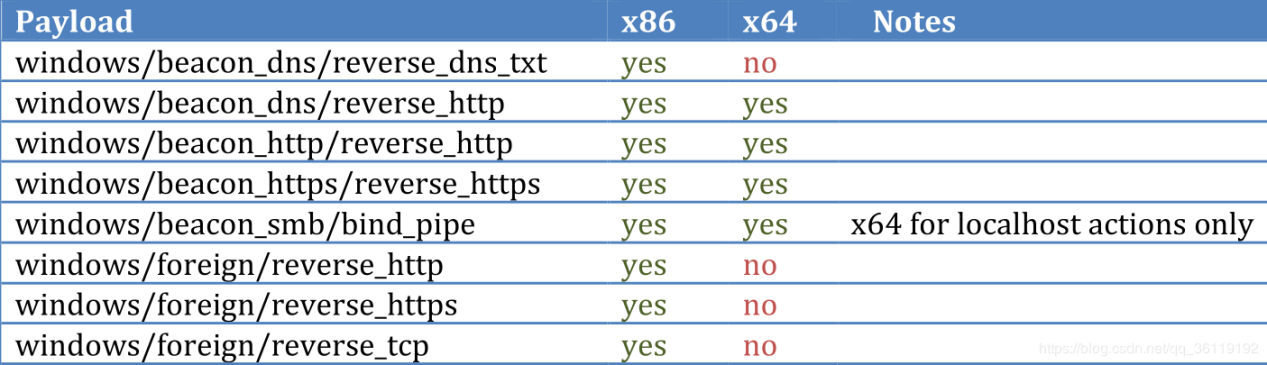 Payload x86 x64 Notes
windows/beacon_dns/reverse_dns_txt yes no
windows/beacon_dns/reverse_http yes yes
windows/beacon_http/reverse_http yes yes
windows/beacon_https/reverse_https yes yes
windows/beacon_smb/bind_pipe yes yes x64 for localhost actions only
windows/foreign/reverse_http yes no
windows/foreign/reverse_https yes no
windows/foreign/reverse_tcp yes no
https://blog.csdn.net/qq_36119192